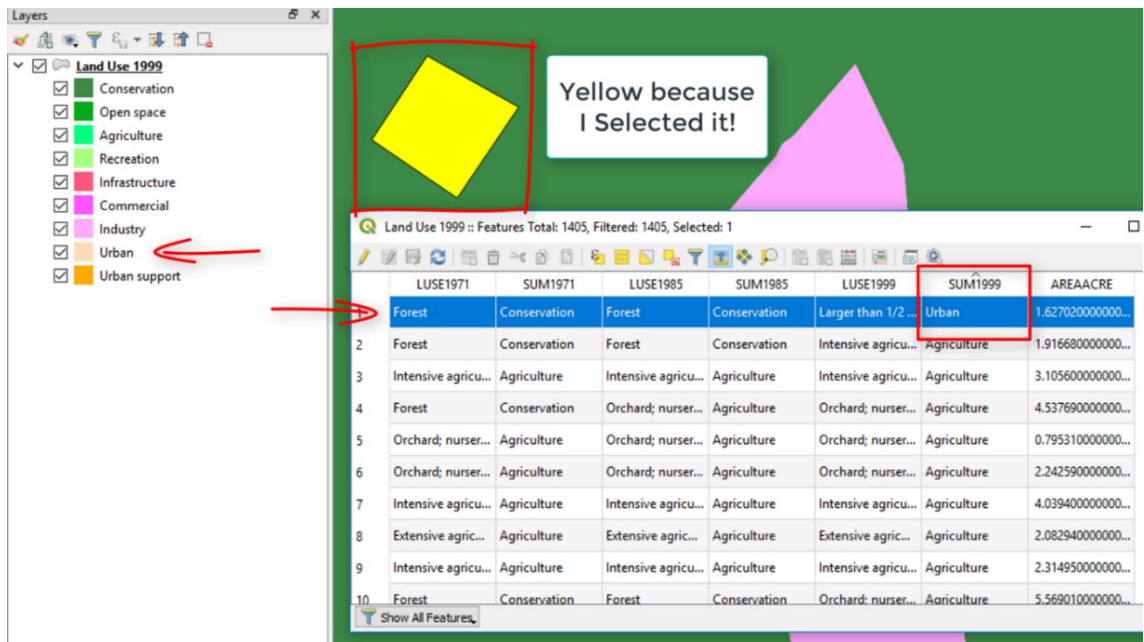 Layers
Land Use 1999
Conservation
Open space
Agriculture
Recreation
Infrastructure
Commercial
Industry
Urban
Urban support
Yellow because
I Selected it!
Land Use 1999 :: Features Total: 1405, Filtered: 1405, Selected: 1
LUSE1971 SUM1971 LUSE1985 SUM1985 LUSE1999 SUM1999 AREAACRE
1 Forest Conservation Forest Conservation Larger than 1/2 ... Urban 1.627020000000...
2 Forest Conservation Forest Conservation Intensive agricu... Agriculture 1.916680000000...
3 Intensive agricu... Agriculture Intensive agricu... Agriculture Intensive agricu... Agriculture 3.105600000000...
4 Forest Conservation Orchard; nurser... Agriculture Orchard; nurser... Agriculture 4.537690000000...
5 Orchard; nurser... Agriculture Orchard; nurser... Agriculture Orchard; nurser... Agriculture 0.795310000000...
6 Orchard; nurser... Agriculture Orchard; nurser... Agriculture Orchard; nurser... Agriculture 2.242590000000...
7 Intensive agricu... Agriculture Intensive agricu... Agriculture Intensive agricu... Agriculture 4.039400000000...
8 Extensive agric... Agriculture Extensive agric... Agriculture Extensive agric... Agriculture 2.082940000000...
9 Intensive agricu... Agriculture Intensive agricu... Agriculture Intensive agricu... Agriculture 2.314950000000...
10 Forest Conservation Forest Conservation Orchard; nurser... Agriculture 5.569010000000...
Show All Features